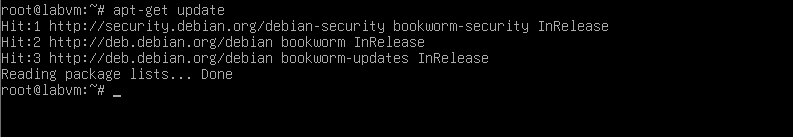 root@labvm:~# apt-get update
Hit:1 http://security.debian.org/debian-security bookworm-security InRelease
Hit:2 http://deb.debian.org/debian bookworm InRelease
Hit:3 http://deb.debian.org/debian bookworm-updates InRelease
Reading package lists... Done
root@labvm:~# _